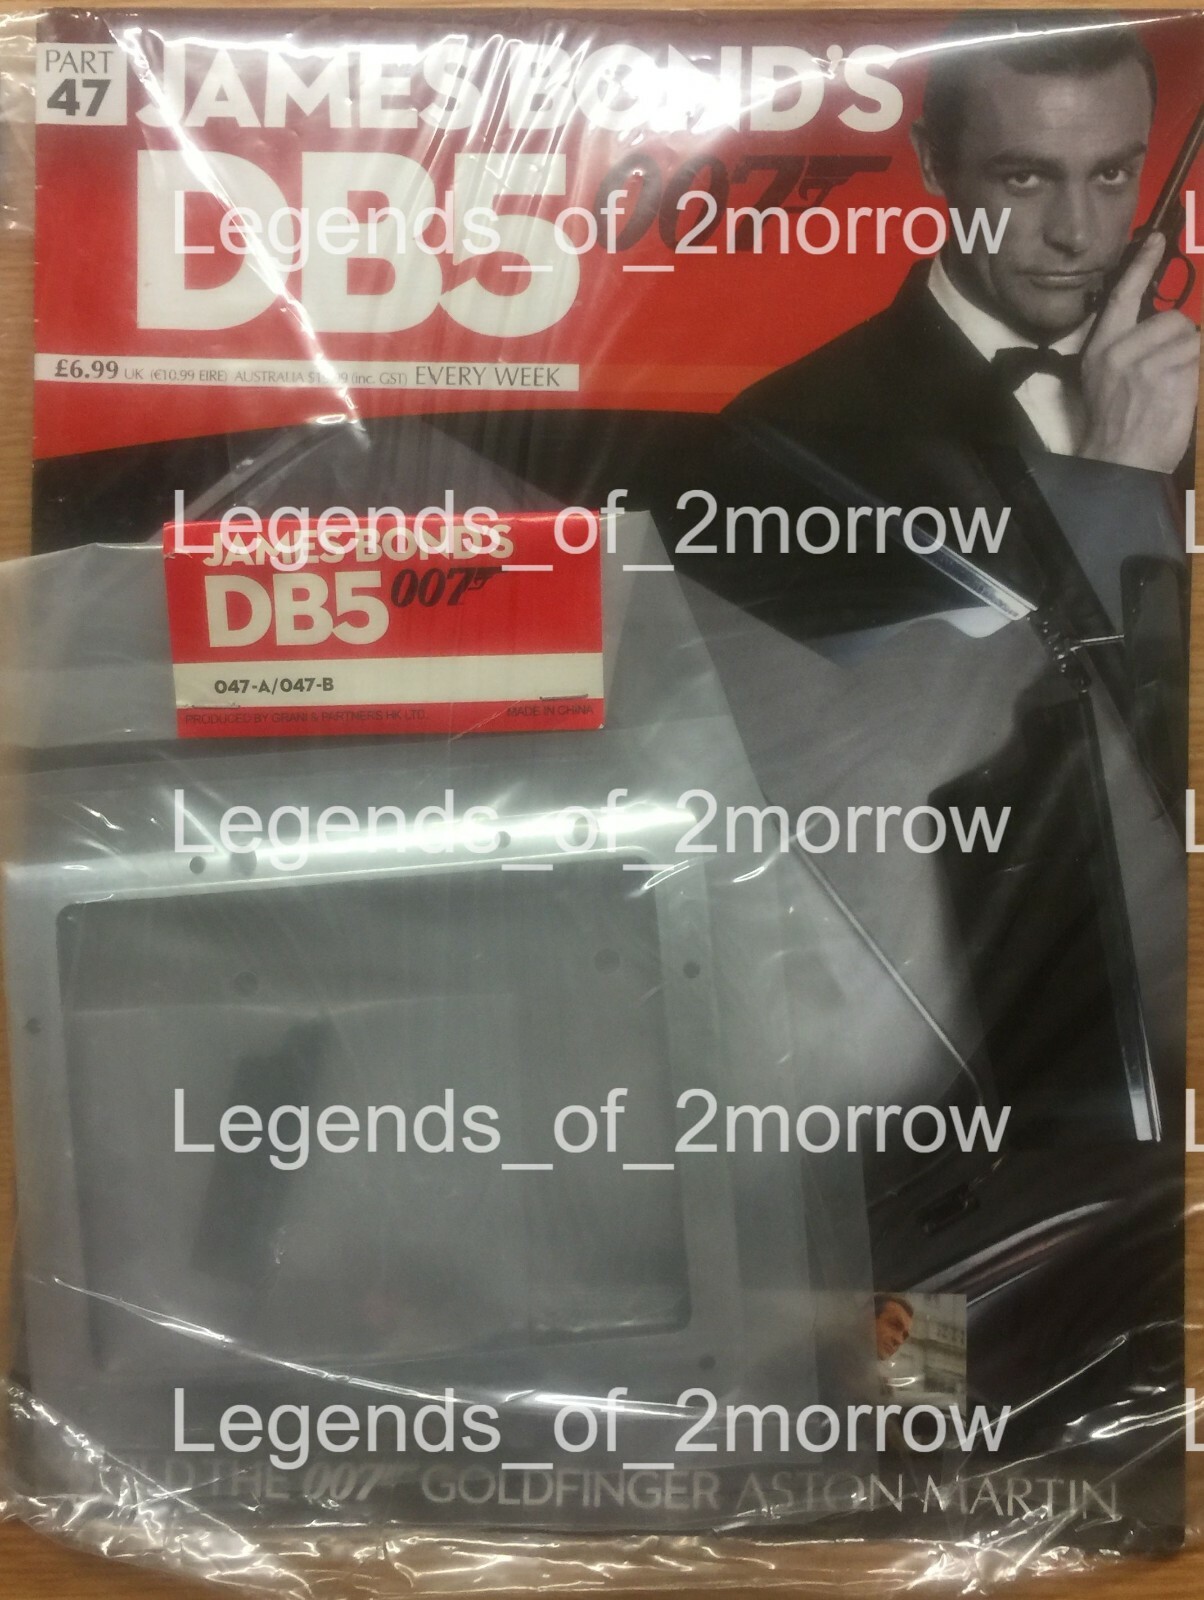 PART
47
JAMES BOND'S
DB5 007
Legends_of_2morrow
£6.99 UK (€10.99 EIRE) AUSTRALIA (inc. GST) EVERY WEEK
Legends_of_2morrow
JAMES BOND'S
DB5 007
047-A/047-B
PRODUCED BY GRANI & PARTNERS HK LTD.
MADE IN CHINA
Legends_of_2morrow
Legends_of_2morrow
Legends_of_2morrow
THE 007 GOLDFINGER ASTON MARTIN